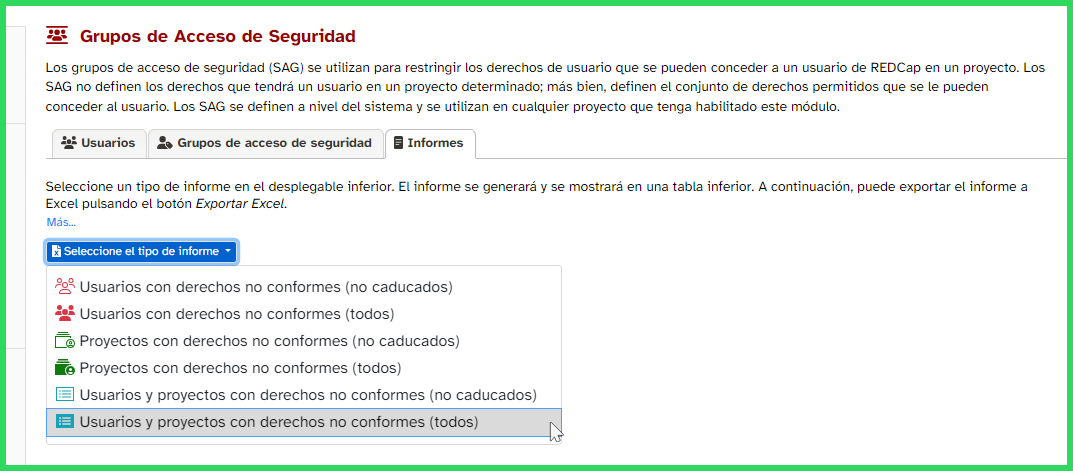 Grupos de Acceso de Seguridad
Los grupos de acceso de seguridad (SAG) se utilizan para restringir los derechos de usuario que se pueden conceder a un usuario de REDCap en un proyecto. Los
SAG no definen los derechos que tendrá un usuario en un proyecto determinado; más bien, definen el conjunto de derechos permitidos que se le pueden
conceder al usuario. Los SAG se definen a nivel del sistema y se utilizan en cualquier proyecto que tenga habilitado este módulo.
Usuarios Grupos de acceso de seguridad Informes
Seleccione un tipo de informe en el desplegable inferior. El informe se generará y se mostrará en una tabla inferior. A continuación, puede exportar el informe a
Excel pulsando el botón Exportar Excel.
Más...
Seleccione el tipo de informe
Usuarios con derechos no conformes (no caducados)
Usuarios con derechos no conformes (todos)
Proyectos con derechos no conformes (no caducados)
Proyectos con derechos no conformes (todos)
Usuarios y proyectos con derechos no conformes (no caducados)
Usuarios y proyectos con derechos no conformes (todos)